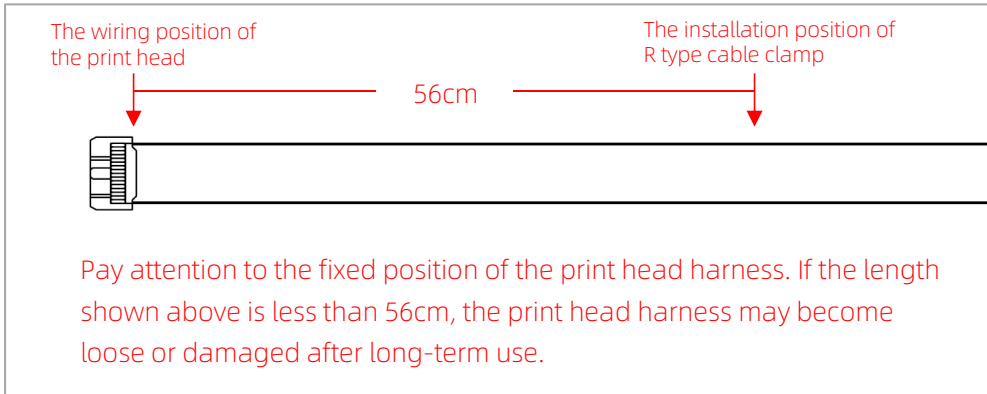 The wiring position of
the print head
The installation position of
R type cable clamp
56cm
Pay attention to the fixed position of the print head harness. If the length
shown above is less than 56cm, the print head harness may become
loose or damaged after long-term use.